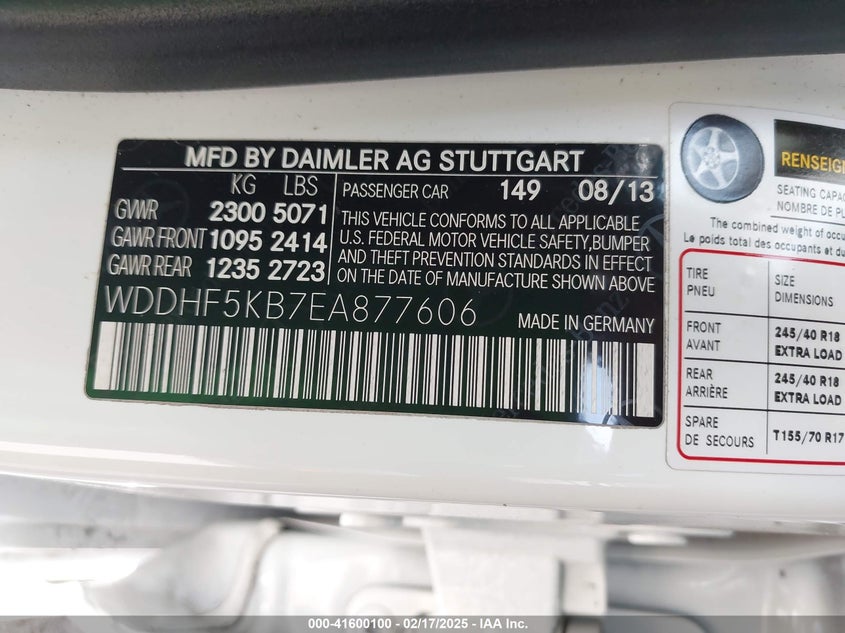 MFD BY DAIMLER AG STUTTGART
KG LBS
GVWR 2300 5071
GAWR FRONT 1095 2414
GAWR REAR 1235 2723
PASSENGER CAR 149 08/13
THIS VEHICLE CONFORMS TO ALL APPLICABLE
U.S. FEDERAL MOTOR VEHICLE SAFETY,BUMPER
AND THEFT PREVENTION STANDARDS IN EFFECT
ON THE DATE OF MANUFACTURE SHOWN ABOVE
WDDHF5KB7EA877606
MADE IN GERMANY
RENSEIG
SEATING CAPAC
NOMBRE DE PL
The combined weight of occu
Le poids total des occupants et du
TIRE SIZE
PNEU DIMENSIONS
FRONT 245/40 R18
AVANT EXTRA LOAD
REAR 245/40 R18
ARRIÈRE EXTRA LOAD
SPARE
DE SECOURS T155/70 R17
000-41600100 - 02/17/2025 - IAA Inc.